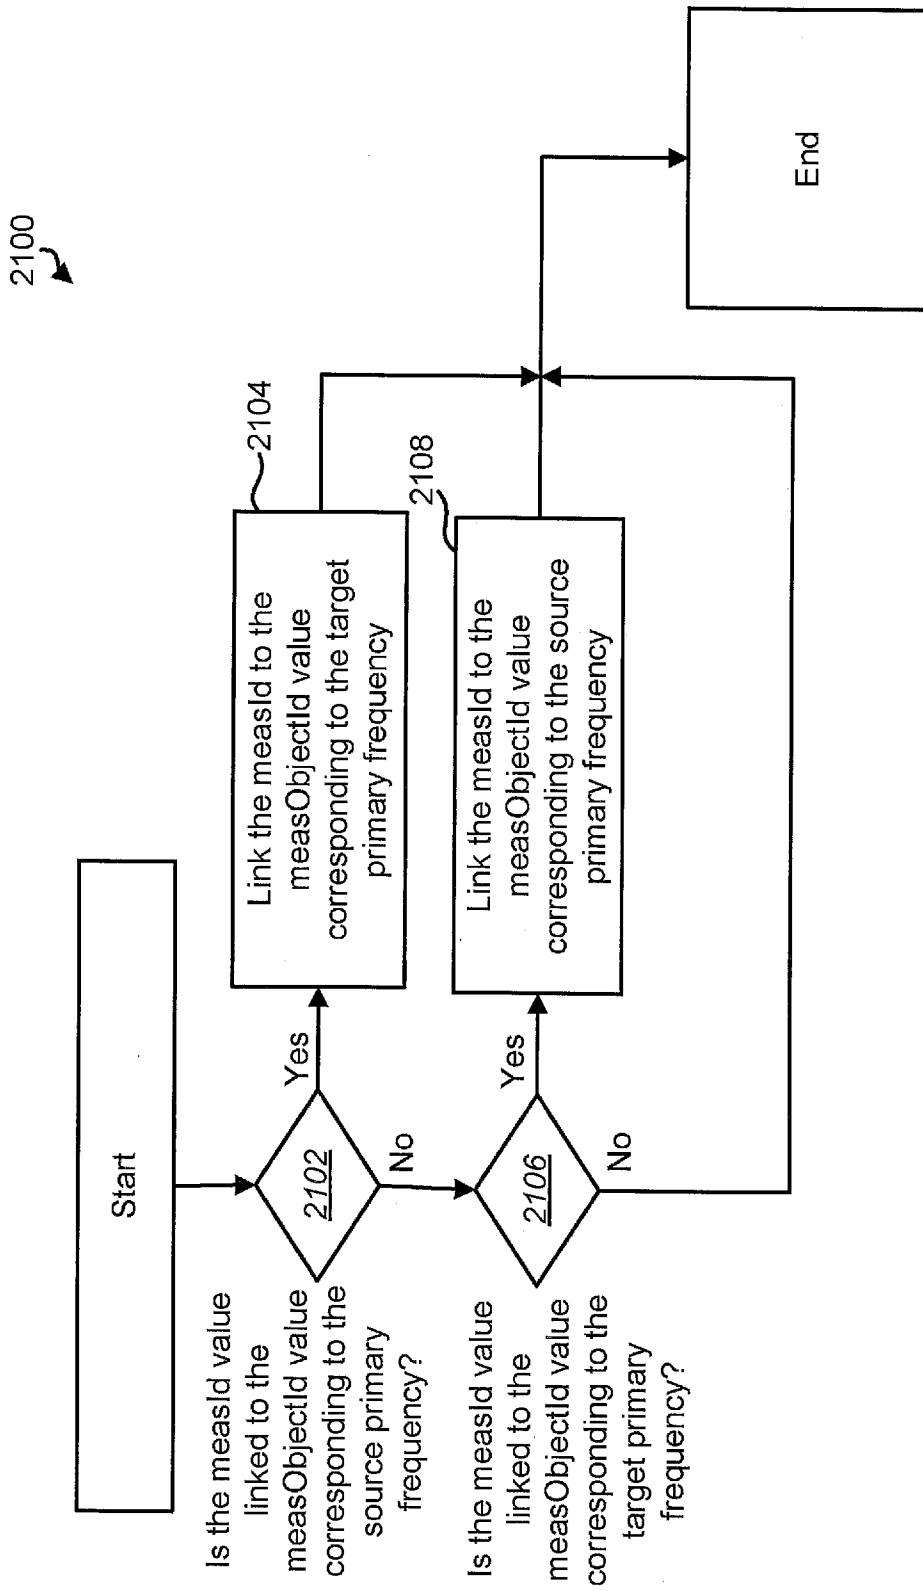 2100
Start
Is the measId value
linked to the
measObjectId value
corresponding to the
source primary
frequency?
2102
Yes
No
Link the measId to the
measObjectId value
corresponding to the target
primary frequency
2104
Is the measId value
linked to the
measObjectId value
corresponding to the
target primary
frequency?
2106
Yes
No
Link the measId to the
measObjectId value
corresponding to the source
primary frequency
2108
End